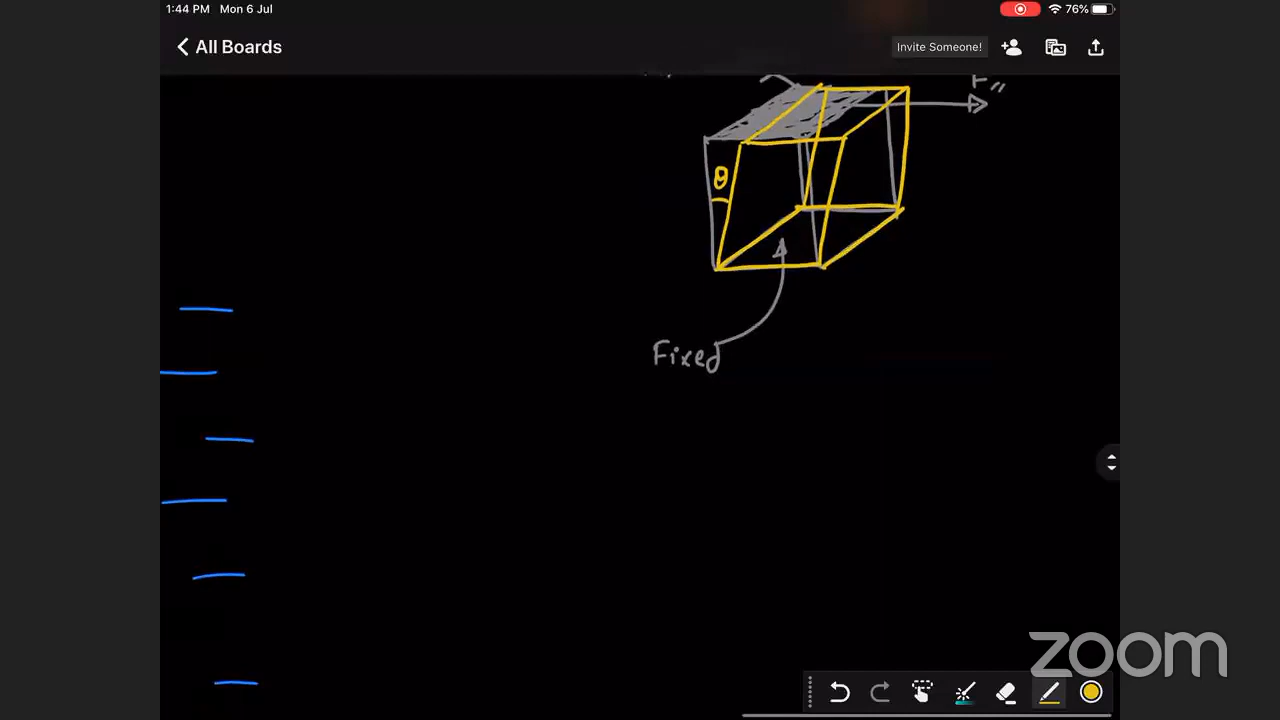 1:44 PM Mon 6 Jul 76%
All Boards Invite Someone!
F,,
θ
Fixed
zoom